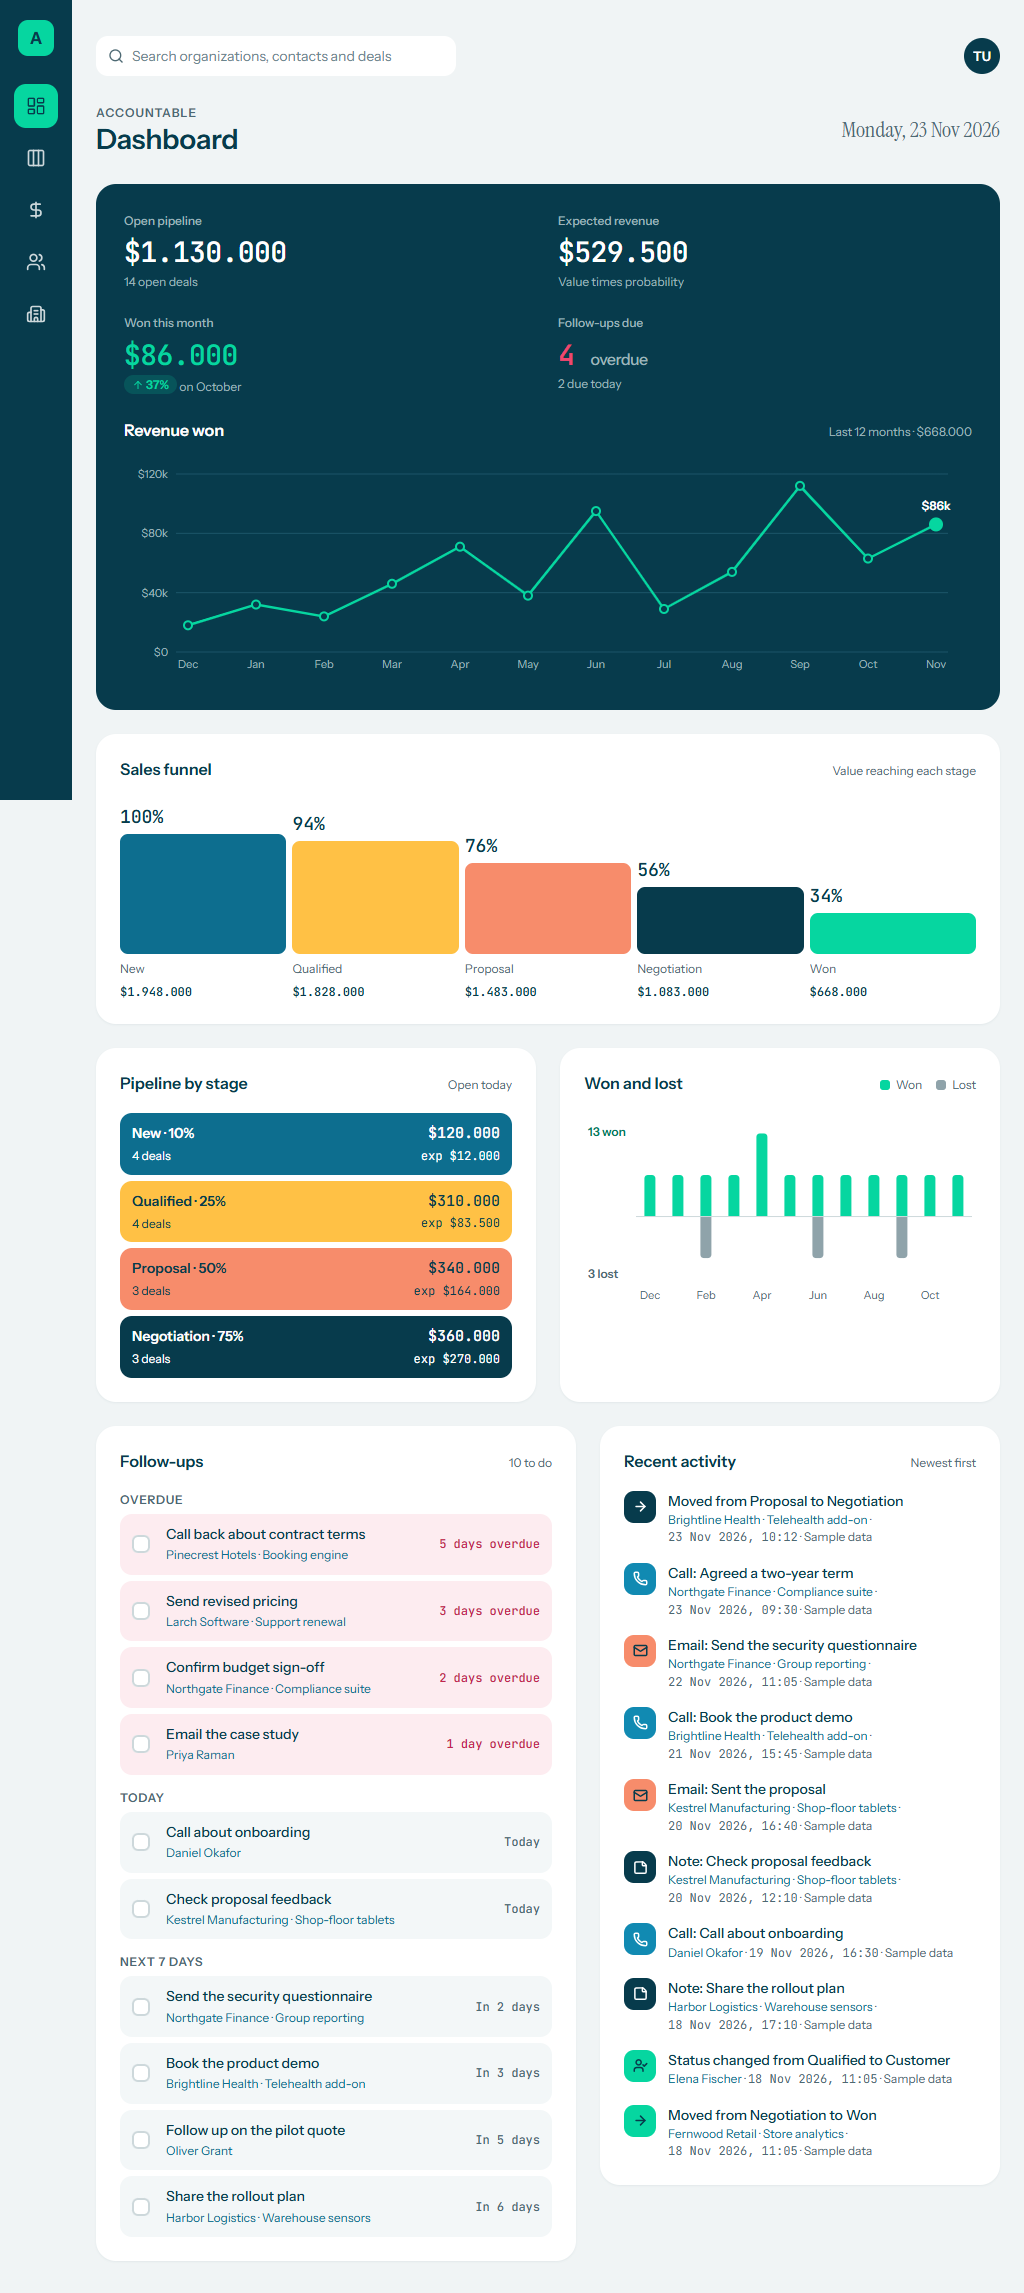 A
Search organizations, contacts and deals
TU
ACCOUNTABLE
Dashboard
Monday, 23 Nov 2026
Open pipeline
$1.130.000
14 open deals
Expected revenue
$529.500
Value times probability
Won this month
$86.000
↑ 37% on October
Follow-ups due
4 overdue
2 due today
Revenue won
Last 12 months · $668.000
$120k
$80k
$40k
$0
$86k
Dec Jan Feb Mar Apr May Jun Jul Aug Sep Oct Nov
Sales funnel
Value reaching each stage
100%
94%
76%
56%
34%
New
Qualified
Proposal
Negotiation
Won
$1.948.000
$1.828.000
$1.483.000
$1.083.000
$668.000
Pipeline by stage
Open today
New · 10% $120.000
4 deals exp $12.000
Qualified · 25% $310.000
4 deals exp $83.500
Proposal · 50% $340.000
3 deals exp $164.000
Negotiation · 75% $360.000
3 deals exp $270.000
Won and lost
Won Lost
13 won
3 lost
Dec Feb Apr Jun Aug Oct
Follow-ups
10 to do
OVERDUE
Call back about contract terms
Pinecrest Hotels · Booking engine
5 days overdue
Send revised pricing
Larch Software · Support renewal
3 days overdue
Confirm budget sign-off
Northgate Finance · Compliance suite
2 days overdue
Email the case study
Priya Raman
1 day overdue
TODAY
Call about onboarding
Daniel Okafor
Today
Check proposal feedback
Kestrel Manufacturing · Shop-floor tablets
Today
NEXT 7 DAYS
Send the security questionnaire
Northgate Finance · Group reporting
In 2 days
Book the product demo
Brightline Health · Telehealth add-on
In 3 days
Follow up on the pilot quote
Oliver Grant
In 5 days
Share the rollout plan
Harbor Logistics · Warehouse sensors
In 6 days
Recent activity
Newest first
Moved from Proposal to Negotiation
Brightline Health · Telehealth add-on ·
23 Nov 2026, 10:12 · Sample data
Call: Agreed a two-year term
Northgate Finance · Compliance suite ·
23 Nov 2026, 09:30 · Sample data
Email: Send the security questionnaire
Northgate Finance · Group reporting ·
22 Nov 2026, 11:05 · Sample data
Call: Book the product demo
Brightline Health · Telehealth add-on ·
21 Nov 2026, 15:45 · Sample data
Email: Sent the proposal
Kestrel Manufacturing · Shop-floor tablets ·
20 Nov 2026, 16:40 · Sample data
Note: Check proposal feedback
Kestrel Manufacturing · Shop-floor tablets ·
20 Nov 2026, 12:10 · Sample data
Call: Call about onboarding
Daniel Okafor · 19 Nov 2026, 16:30 · Sample data
Note: Share the rollout plan
Harbor Logistics · Warehouse sensors ·
18 Nov 2026, 17:10 · Sample data
Status changed from Qualified to Customer
Elena Fischer · 18 Nov 2026, 11:05 · Sample data
Moved from Negotiation to Won
Fernwood Retail · Store analytics ·
18 Nov 2026, 11:05 · Sample data